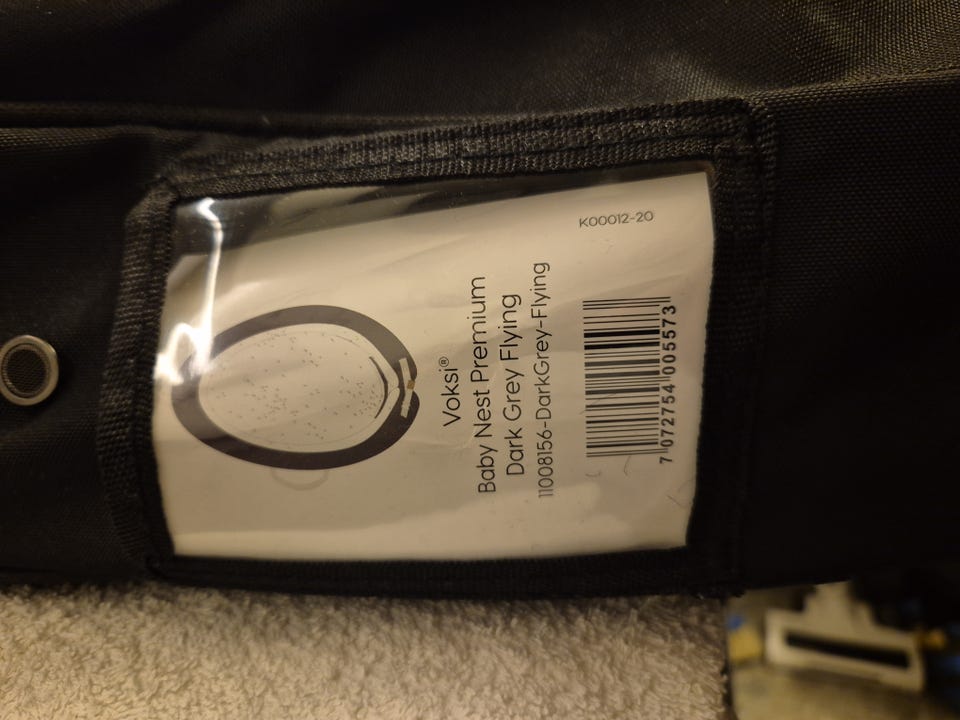 Voksi®
Baby Nest Premium
Dark Grey Flying
11008156-DarkGrey-Flying
7 072754 005573
K00012-20